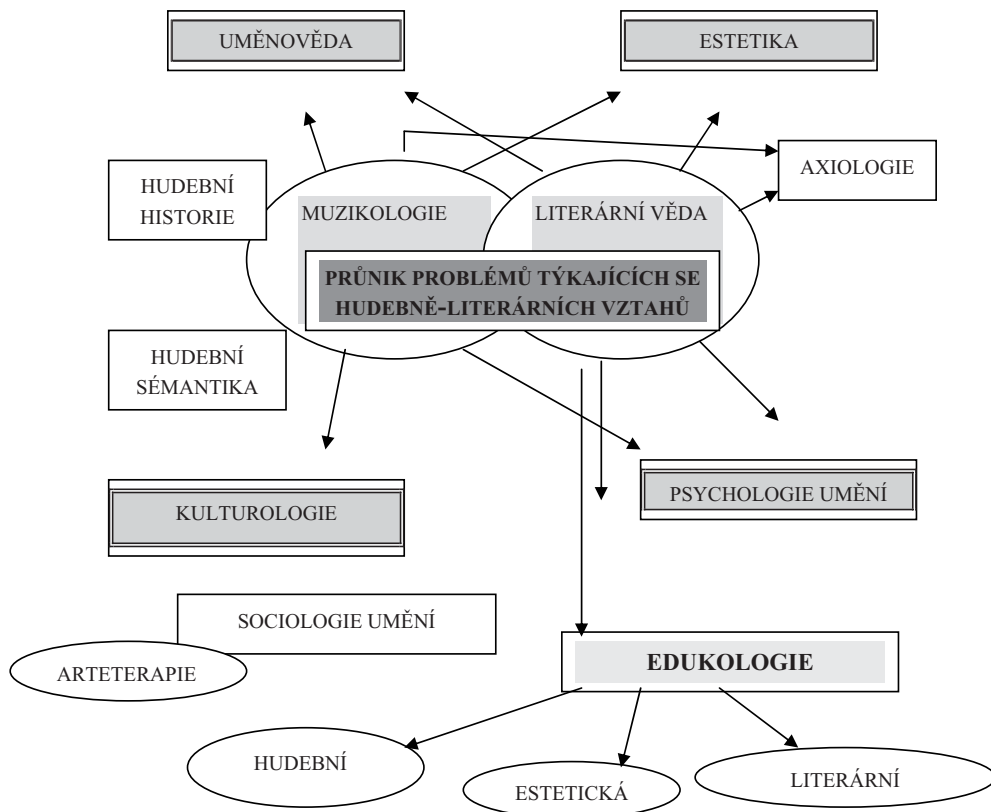 UMĚNOVĚDA
ESTETIKA
AXIOLOGIE
HUDEBNÍ
HISTORIE
MUZIKOLOGIE
LITERÁRNÍ VĚDA
PRŮNIK PROBLÉMŮ TÝKAJÍCÍCH SE
HUDEBNĚ-LITERÁRNÍCH VZTAHŮ
HUDEBNÍ
SÉMANTIKA
PSYCHOLOGIE UMĚNÍ
KULTUROLOGIE
SOCIOLOGIE UMĚNÍ
ARTETERAPIE
EDUKOLOGIE
HUDEBNÍ
ESTETICKÁ
LITERÁRNÍ